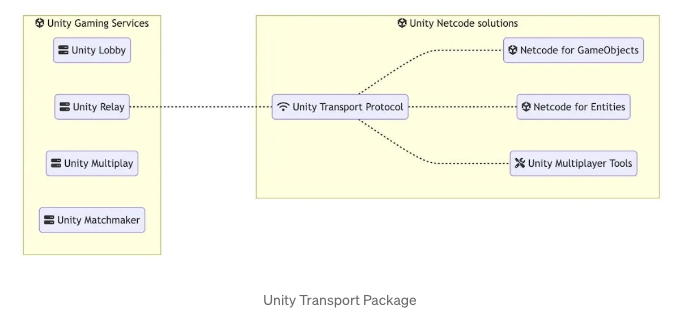 Unity Gaming Services
Unity Lobby
Unity Relay
Unity Multiplay
Unity Matchmaker
Unity Netcode solutions
Unity Transport Protocol
Netcode for GameObjects
Netcode for Entities
Unity Multiplayer Tools
Unity Transport Package